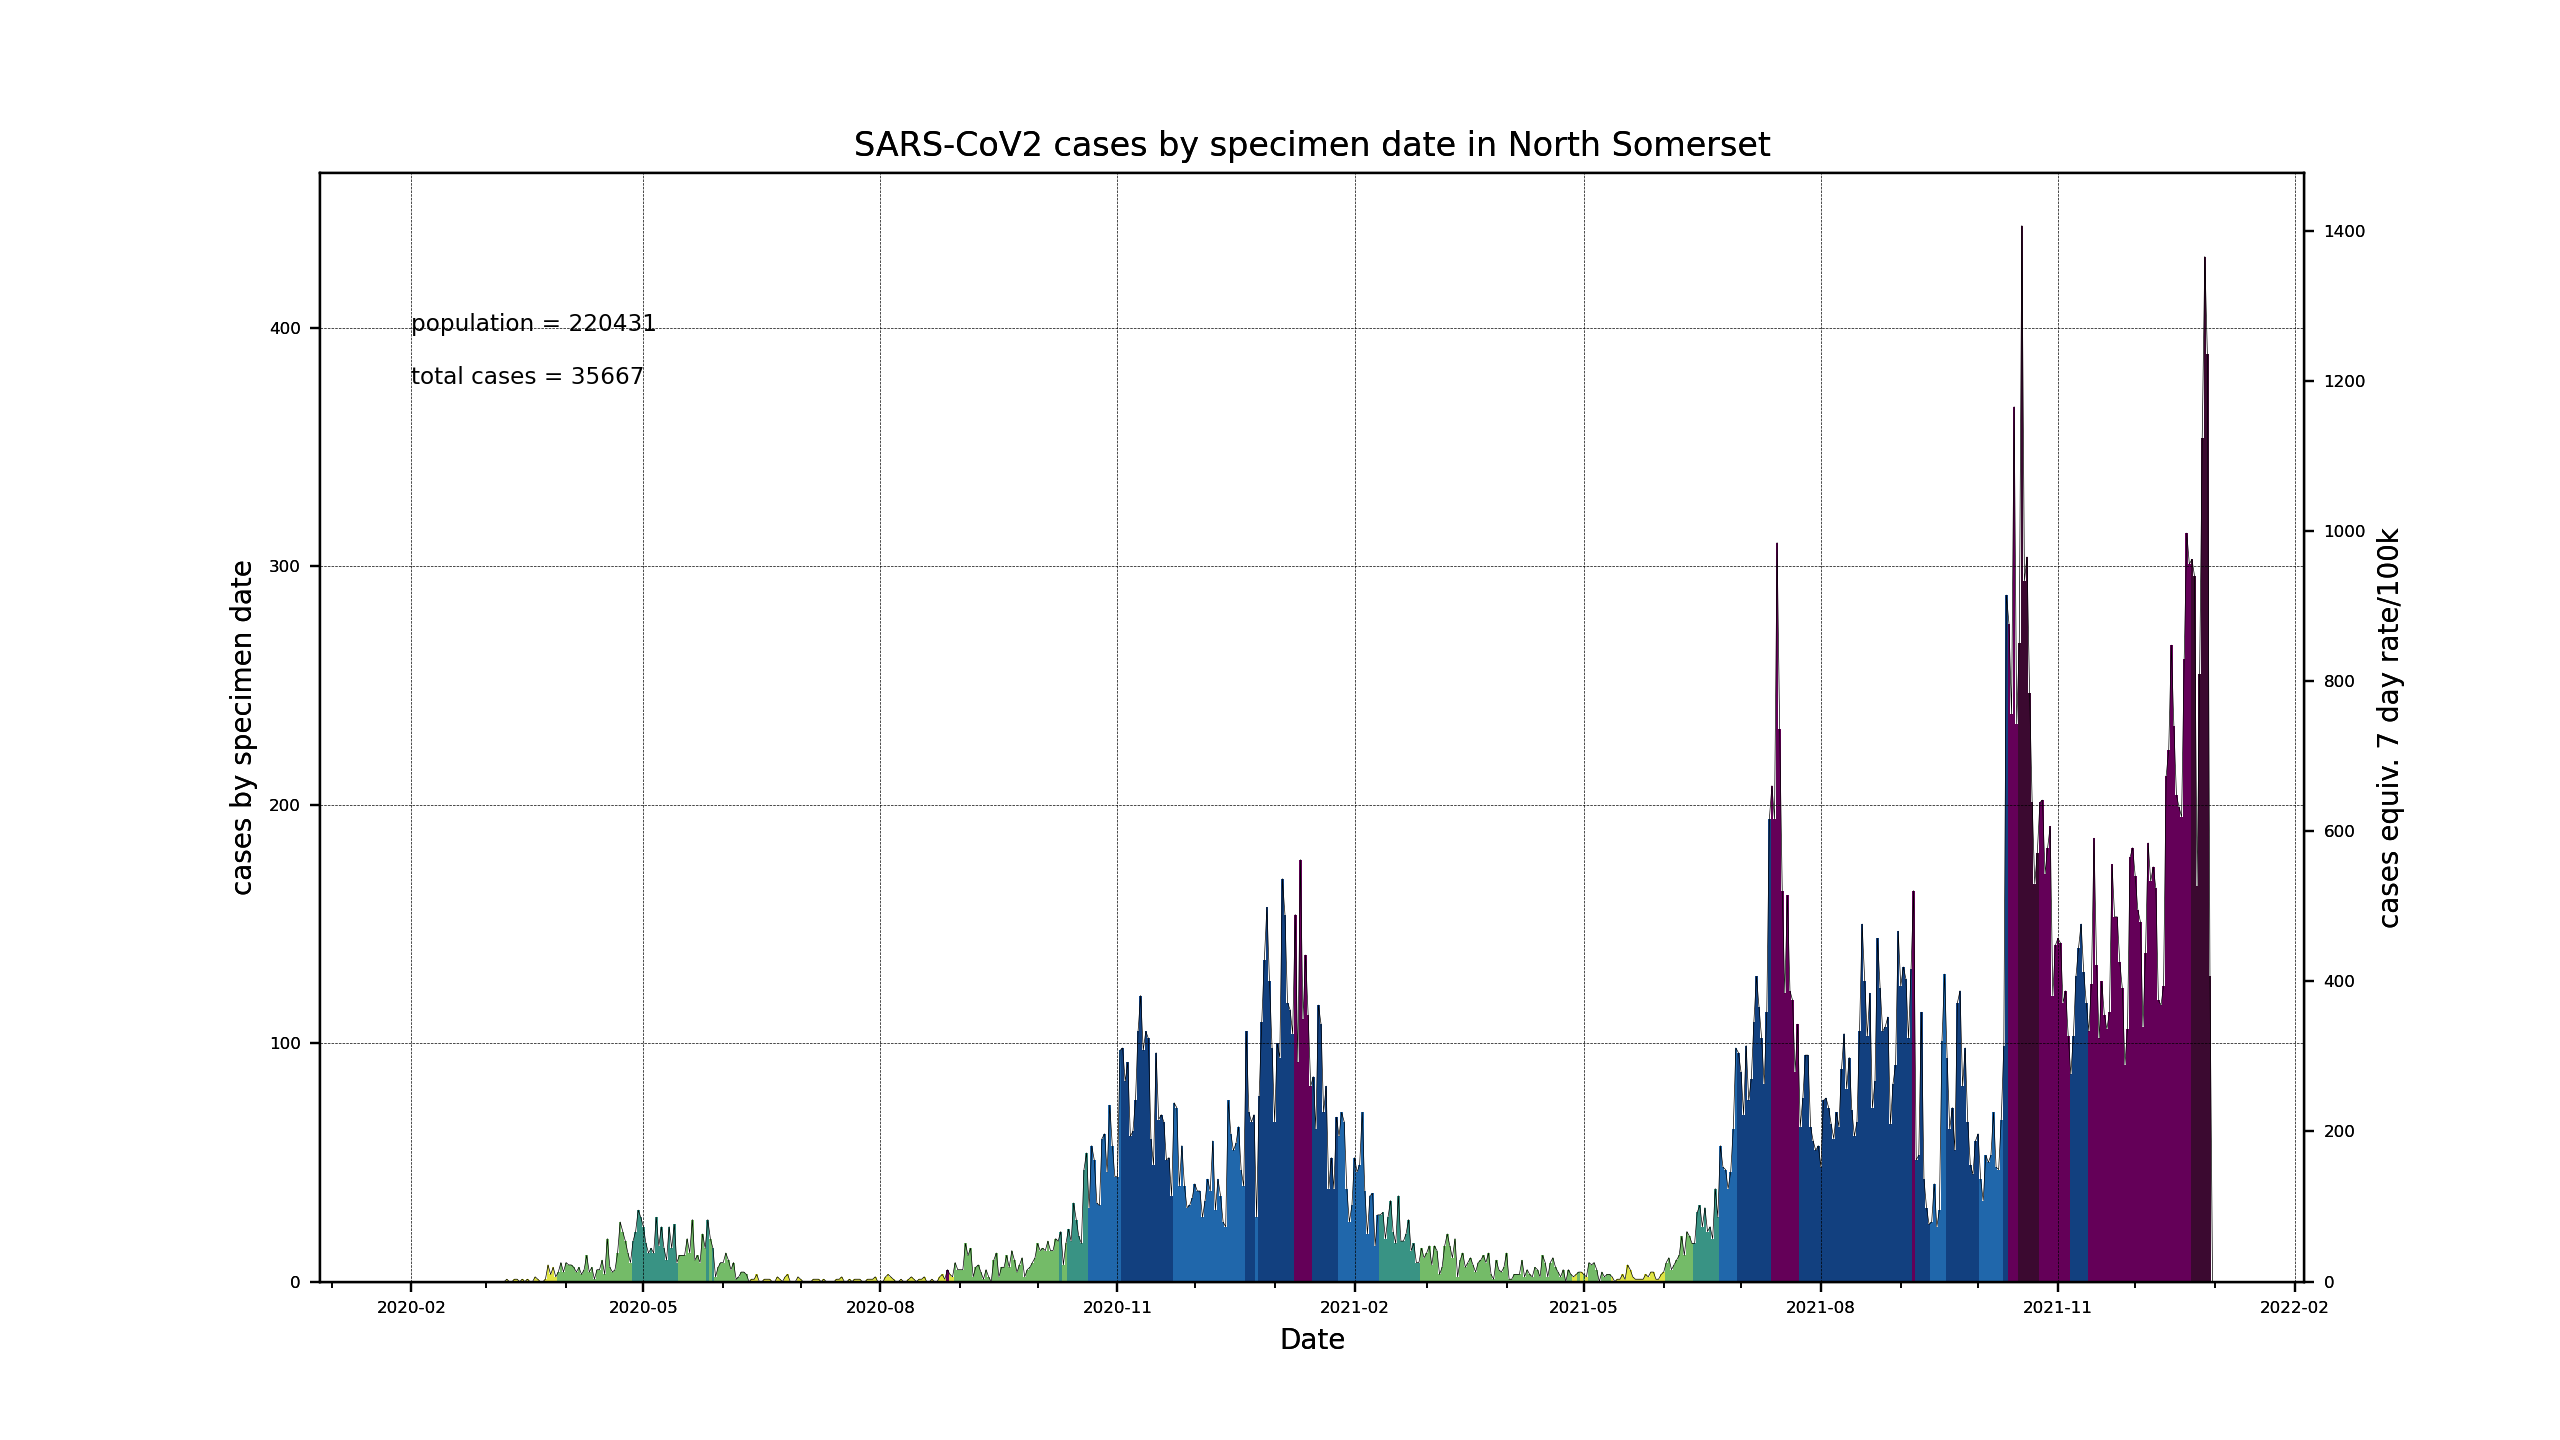 SARS-CoV2 cases by specimen date in North Somerset
population = 220431
total cases = 35667
cases by specimen date
400
300
200
100
0
1400
1200
1000
800
600
400
200
0
cases equiv. 7 day rate/100k
2020-02 2020-05 2020-08 2020-11 2021-02 2021-05 2021-08 2021-11 2022-02
Date